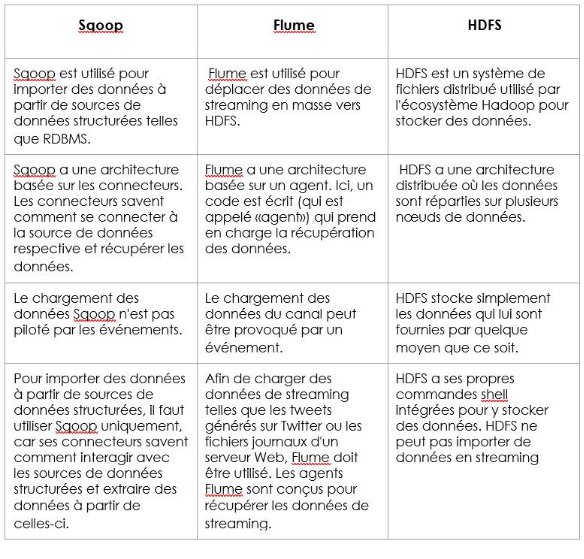 Sqoop
Flume
HDFS
Sqoop est utilisé pour
importer des données à
partir de sources de
données structurées telles
que RDBMS.
Flume est utilisé pour
déplacer des données de
streaming en masse vers
HDFS.
HDFS est un système de
fichiers distribué utilisé par
l'écosystème Hadoop pour
stocker des données.
Sqoop a une architecture
basée sur les connecteurs.
Les connecteurs savent
comment se connecter à
la source de données
respective et récupérer les
données.
Flume a une architecture
basée sur un agent. Ici, un
code est écrit (qui est
appelé «agent») qui prend
en charge la récupération
des données.
HDFS a une architecture
distribuée où les données
sont réparties sur plusieurs
nœuds de données.
Le chargement des
données Sqoop n'est pas
piloté par les événements.
Le chargement des
données du canal peut
être provoqué par un
événement.
HDFS stocke simplement
les données qui lui sont
fournies par quelque
moyen que ce soit.
Pour importer des données
à partir de sources de
données structurées, il faut
utiliser Sqoop uniquement,
car ses connecteurs savent
comment interagir avec
les sources de données
structurées et extraire des
données à partir de
celles-ci.
Afin de charger des
données de streaming
telles que les tweets
générés sur Twitter ou les
fichiers journaux d'un
serveur Web, Flume doit
être utilisé. Les agents
Flume sont conçus pour
récupérer les données de
streaming.
HDFS a ses propres
commandes shell
intégrées pour y stocker
des données. HDFS ne
peut pas importer de
données en streaming